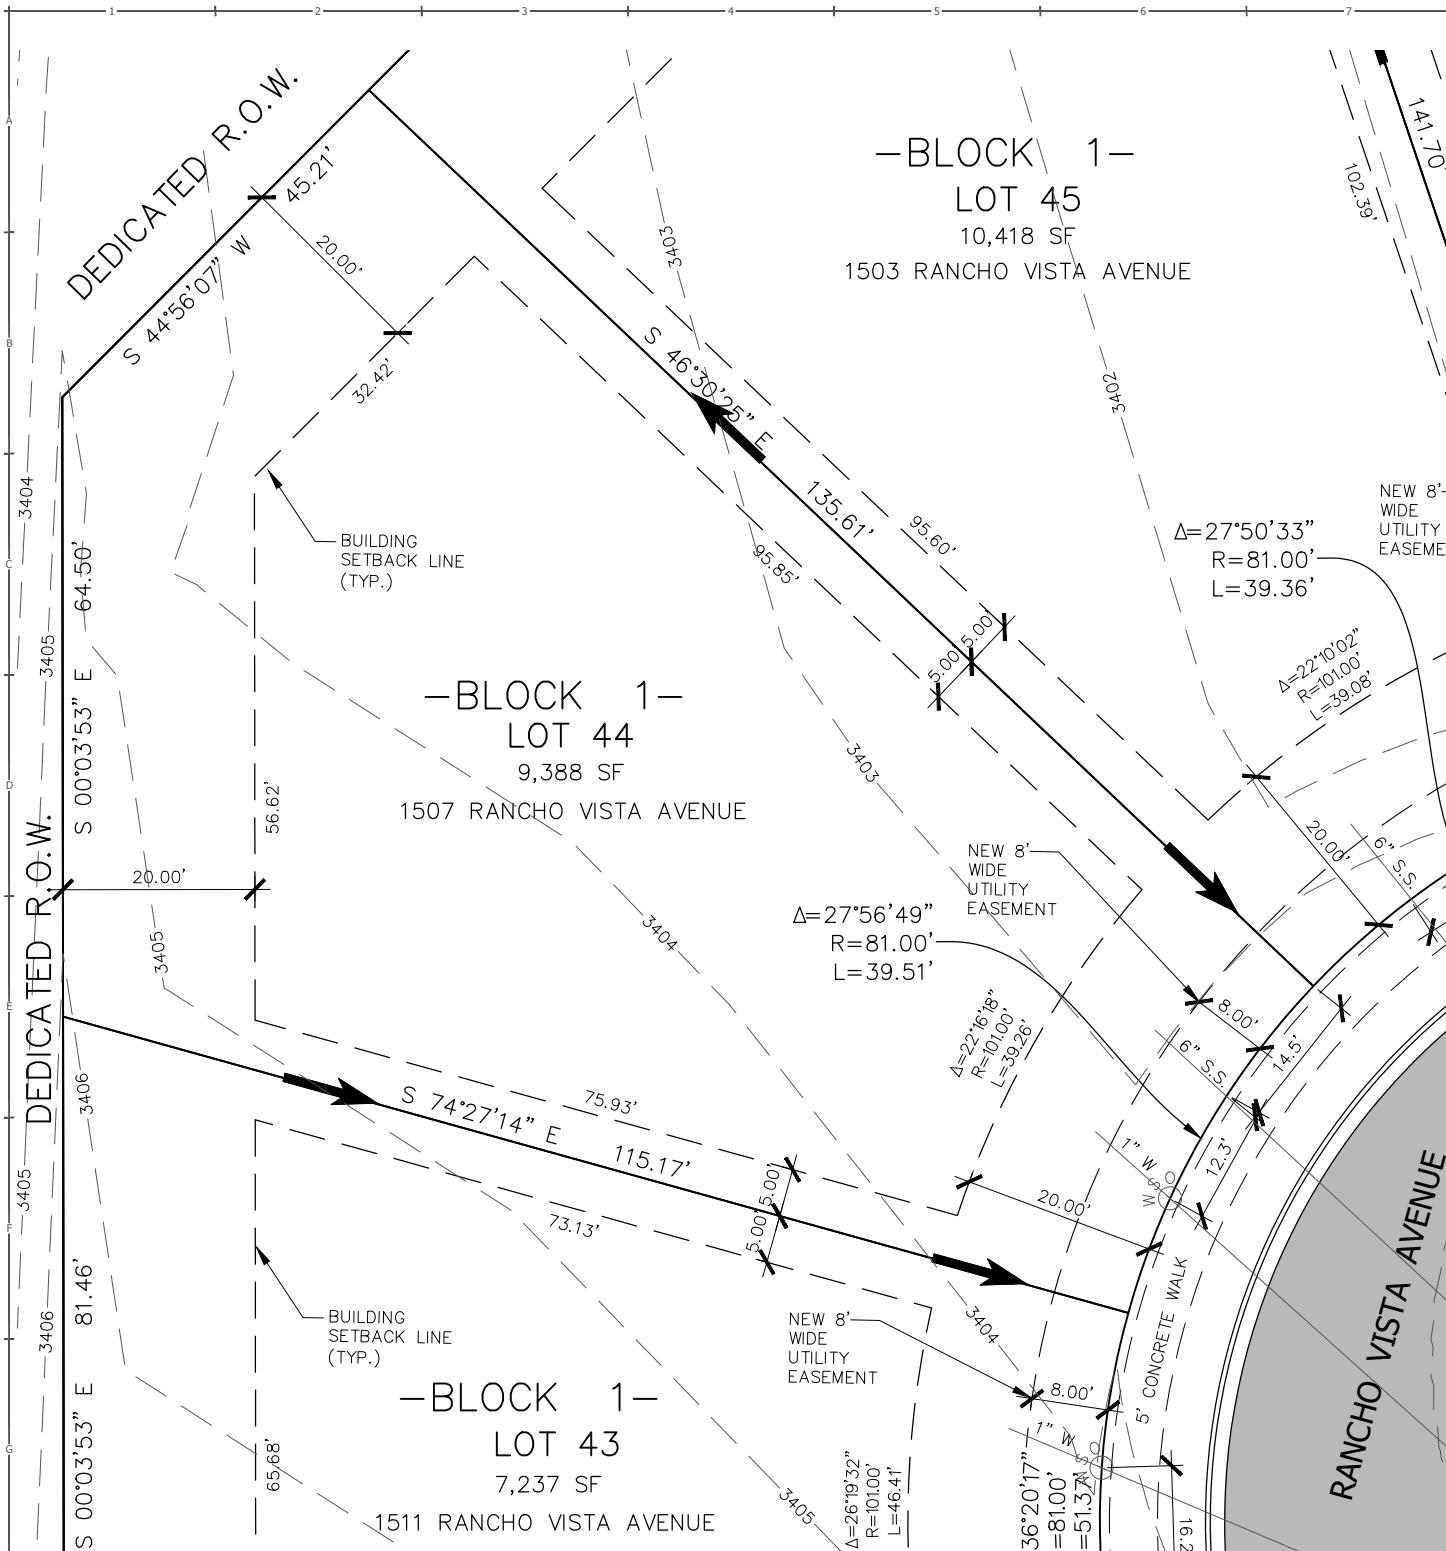 1 2 3 4 5 6 7
A
B
C
D
E
F
G
DEDICATED R.O.W.
45.21'
S 44°56'07" W
20.00'
32.42'
-BLOCK 1-
LOT 45
10,418 SF
1503 RANCHO VISTA AVENUE
3403
3402
102.39'
141.70'
S 46°30'25" E
135.61'
95.60'
95.85'
5.00'
5.00'
BUILDING
SETBACK LINE
(TYP.)
3404
3405
S 00°03'53" E 64.50'
NEW 8'
WIDE
UTILITY
Δ=27°50'33"
R=81.00'
L=39.36'
Δ=22°10'02"
R=101.00'
L=39.08'
-BLOCK 1-
LOT 44
9,388 SF
1507 RANCHO VISTA AVENUE
3403
56.62'
20.00'
DEDICATED R.O.W.
3405
3404
NEW 8'
WIDE
UTILITY
EASEMENT
Δ=27°56'49"
R=81.00'
L=39.51'
20.00'
6" S.S.
8.00'
14.5'
6" S.S.
Δ=22°16'18"
R=101.00'
L=39.26'
3406
S 74°27'14" E
115.17'
75.93'
73.13'
5.00'
5.00'
20.00'
12.3'
1" W
W S O
5' CONCRETE WALK
RANCHO VISTA AVENUE
3405
3406
S 00°03'53" E 81.46'
BUILDING
SETBACK LINE
(TYP.)
3404
NEW 8'
WIDE
UTILITY
EASEMENT
8.00'
1" W
-BLOCK 1-
LOT 43
7,237 SF
1511 RANCHO VISTA AVENUE
65.68'
3405
Δ=26°19'32"
R=101.00'
L=46.41'
36°20'17"
=81.00'
=51.37'
16.2